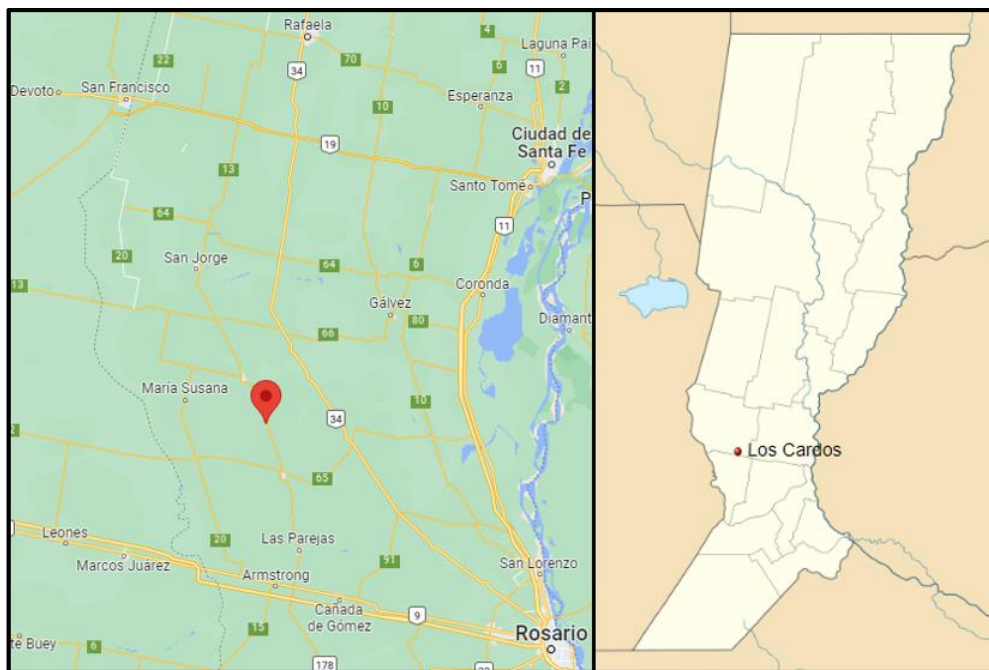 Rafaela
Laguna Pai
34
70
4
6
11
2
22
Devoto
San Francisco
10
Esperanza
19
Ciudad de
Santa Fe
13
Santo Tomé
P
64
11
20
San Jorge
64
6
Coronda
13
Gálvez
80
Diamant
66
María Susana
10
34
65
Leones
20
Las Parejas
91
Marcos Juárez
Armstrong
San Lorenzo
Cañada
de Gómez
9
15
Rosario
te Buey
6
178
Los Cardos